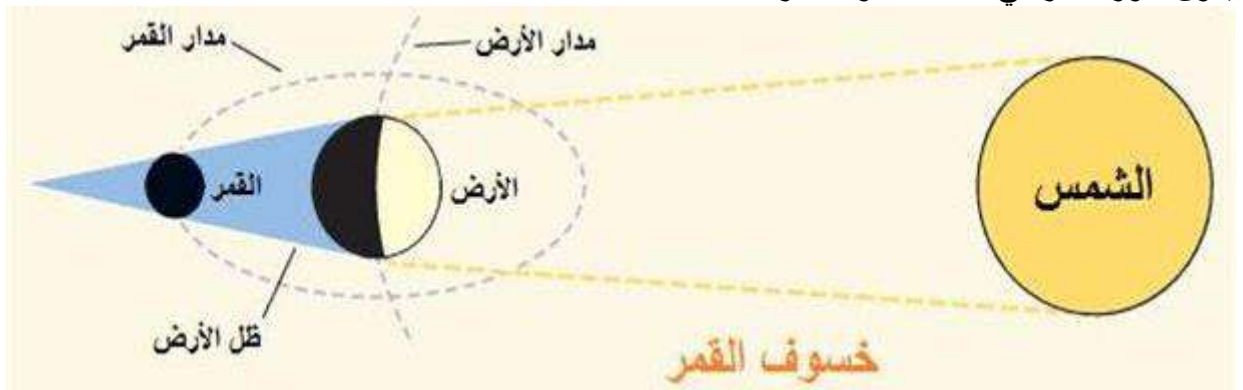 مدار الأرض
مدار القمر
الشمس
الأرض
القمر
ظل الأرض
خسوف القمر